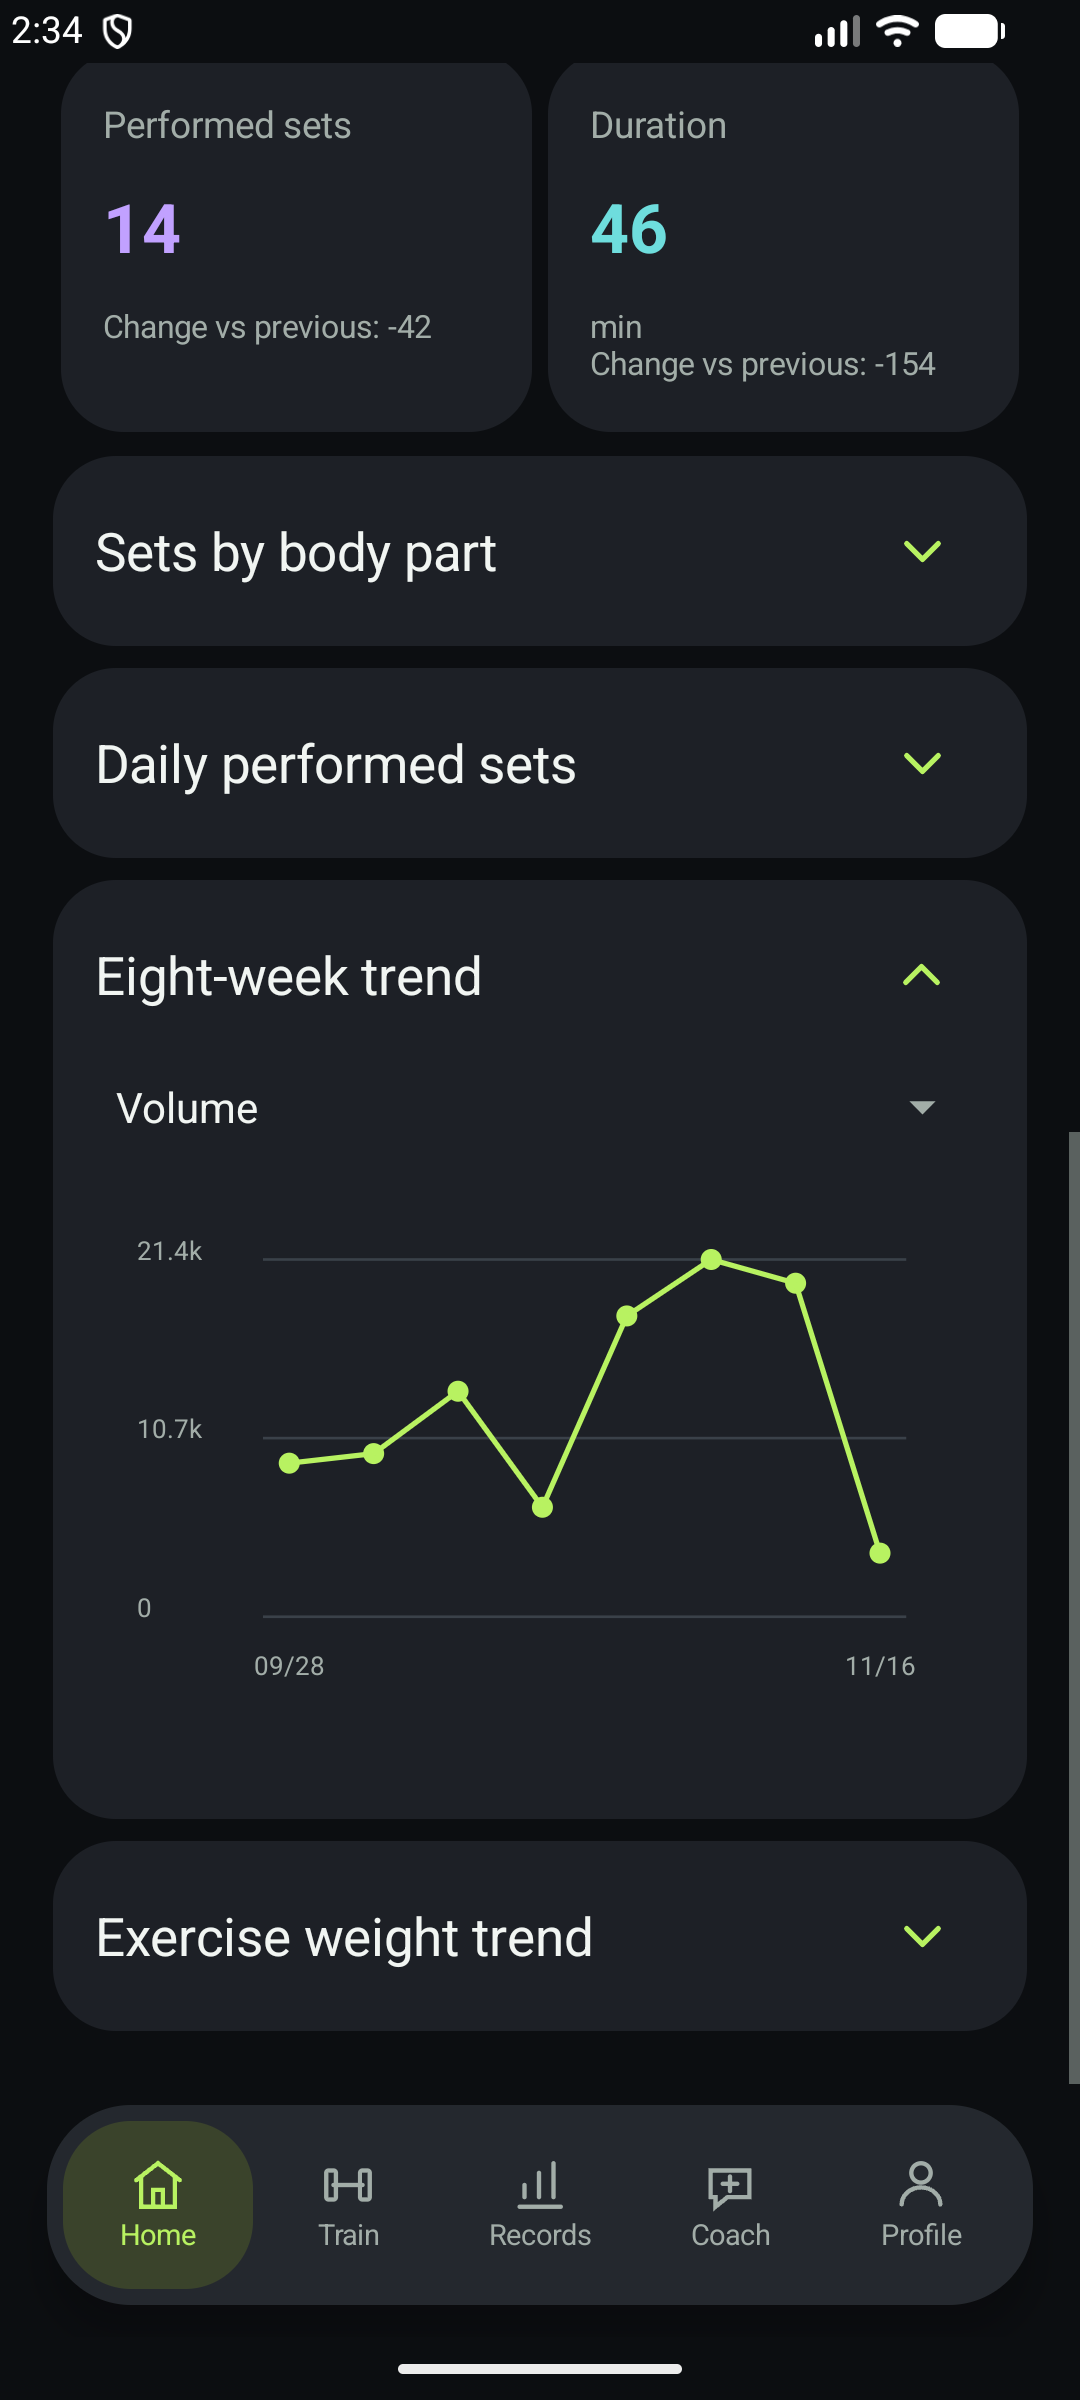 2:34
Performed sets
14
Change vs previous: -42
Duration
46
min
Change vs previous: -154
Sets by body part
Daily performed sets
Eight-week trend
Volume
21.4k
10.7k
0
09/28
11/16
Exercise weight trend
Home
Train
Records
Coach
Profile